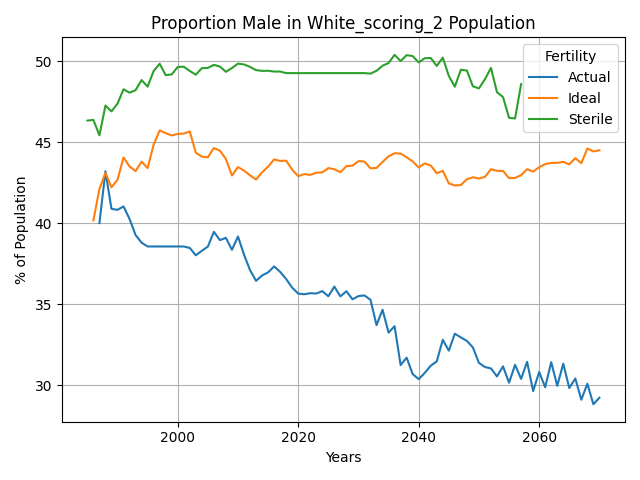 Proportion Male in White_scoring_2 Population
% of Population
50
45
40
35
30
2000
2020
2040
2060
Years
Fertility
Actual
Ideal
Sterile